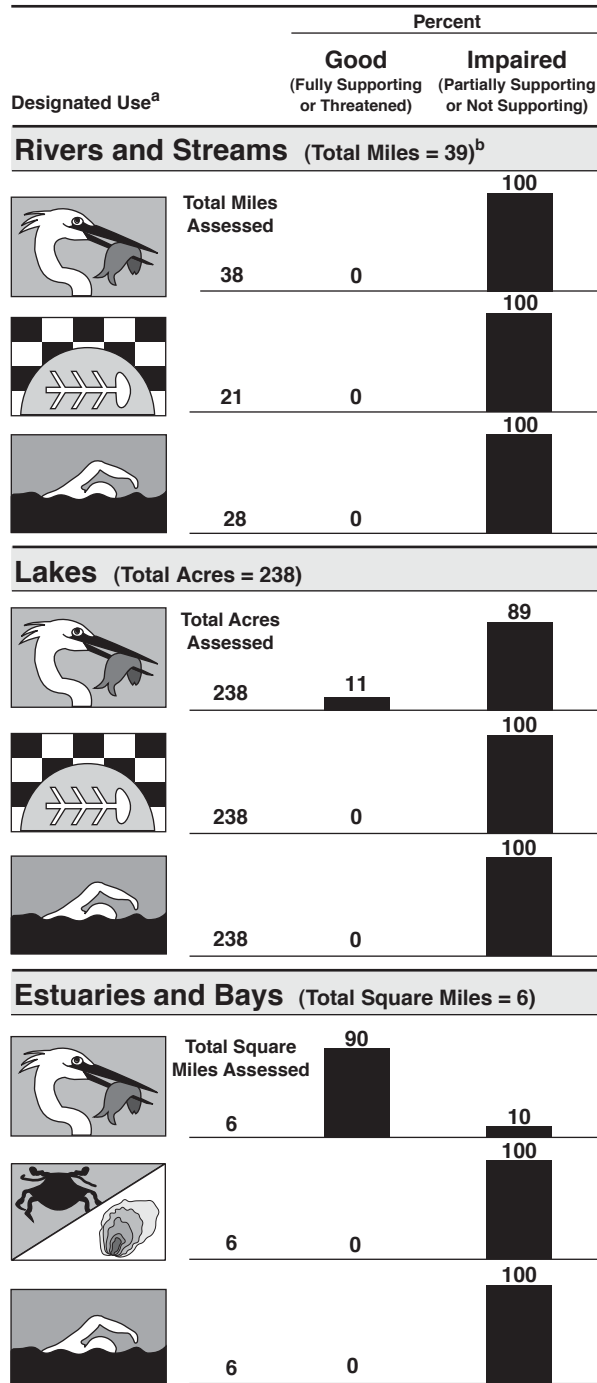 Percent
Designated Useᵃ
Good
(Fully Supporting
or Threatened)
Impaired
(Partially Supporting
or Not Supporting)
Rivers and Streams (Total Miles = 39)ᵇ
Total Miles
Assessed
38 0 100
21 0 100
28 0 100
Lakes (Total Acres = 238)
Total Acres
Assessed
238 11 89
238 0 100
238 0 100
Estuaries and Bays (Total Square Miles = 6)
Total Square
Miles Assessed
6 90 10
6 0 100
6 0 100